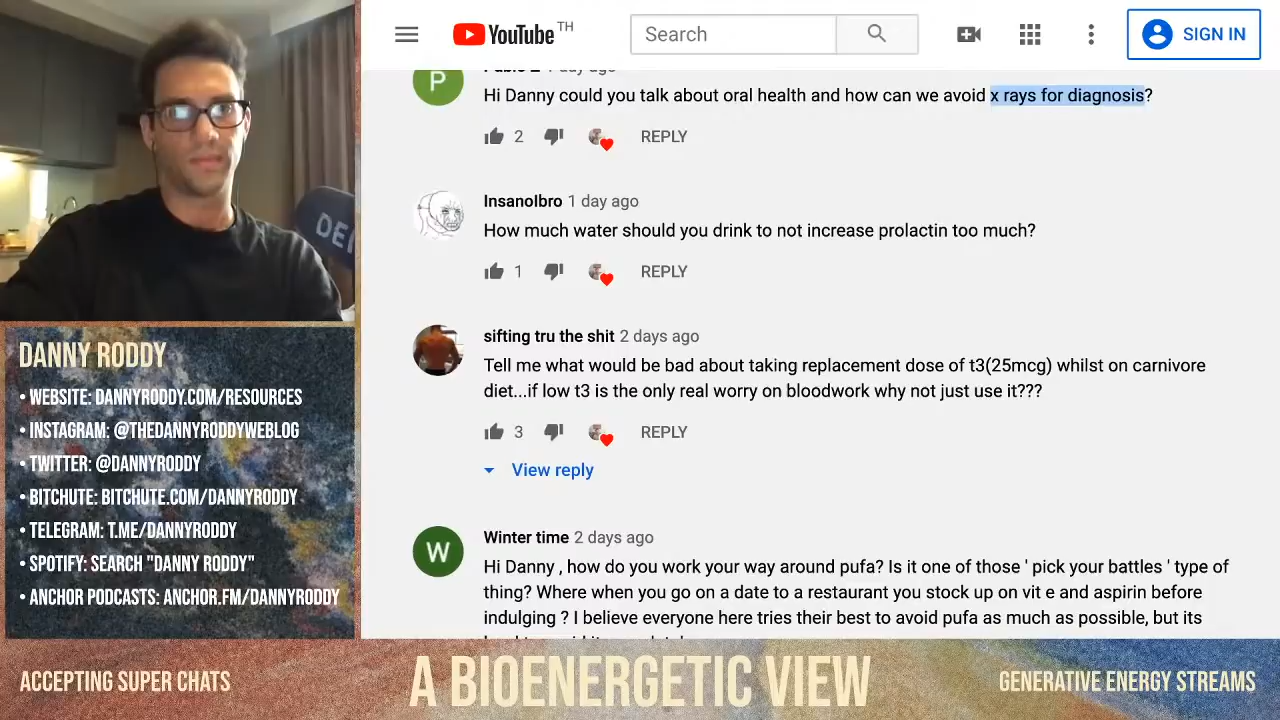 YouTube TH
Search
SIGN IN
P
1 day ago
Hi Danny could you talk about oral health and how can we avoid x rays for diagnosis?
2
REPLY
Insanolbro 1 day ago
How much water should you drink to not increase prolactin too much?
1
REPLY
sifting tru the shit 2 days ago
Tell me what would be bad about taking replacement dose of t3(25mcg) whilst on carnivore
diet...if low t3 is the only real worry on bloodwork why not just use it???
3
REPLY
View reply
W
Winter time 2 days ago
Hi Danny , how do you work your way around pufa? Is it one of those ' pick your battles ' type of
thing? Where when you go on a date to a restaurant you stock up on vit e and aspirin before
indulging ? I believe everyone here tries their best to avoid pufa as much as possible, but its
DANNY RODDY
• WEBSITE: DANNYRODDY.COM/RESOURCES
• INSTAGRAM: @THEDANNYRODDYWEBLOG
• TWITTER: @DANNYRODDY
• BITCHUTE: BITCHUTE.COM/DANNYRODDY
• TELEGRAM: T.ME/DANNYRODDY
• SPOTIFY: SEARCH "DANNY RODDY"
• ANCHOR PODCASTS: ANCHOR.FM/DANNYRODDY
ACCEPTING SUPER CHATS
A BIOENERGETIC VIEW
GENERATIVE ENERGY STREAMS